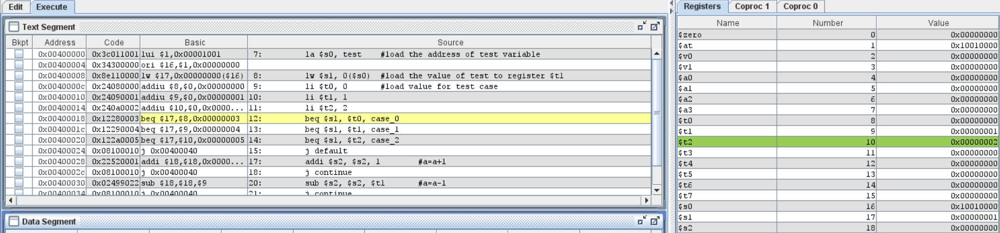 Edit Execute
Text Segment
Bkpt Address Code Basic Source
0x00400000 0x3c011001 lui $1,0x00001001 7: la $s0, test #load the address of test variable
0x00400004 0x34300000 ori $16,$1,0x00000000
0x00400008 0x8e110000 lw $17,0x00000000($16) 8: lw $s1, 0($s0) #load the value of test to register $t1
0x0040000c 0x24080000 addiu $8,$0,0x00000000 9: li $t0, 0 #load value for test case
0x00400010 0x24090001 addiu $9,$0,0x00000001 10: li $t1, 1
0x00400014 0x240a0002 addiu $10,$0,0x0000... 11: li $t2, 2
0x00400018 0x12280003 beq $17,$8,0x00000003 12: beq $s1, $t0, case_0
0x0040001c 0x12290004 beq $17,$9,0x00000004 13: beq $s1, $t1, case_1
0x00400020 0x122a0005 beq $17,$10,0x00000005 14: beq $s1, $t2, case_2
0x00400024 0x08100010 j 0x00400040 15: j default
0x00400028 0x22520001 addi $18,$18,0x0000... 17: addi $s2, $s2, 1 #a=a+1
0x0040002c 0x08100010 j 0x00400040 18: j continue
0x00400030 0x02499022 sub $18,$18,$9 20: sub $s2, $s2, $t1 #a=a-1
0x00400034 0x08100010 j 0x00400040 21: j continue
Data Segment
Registers Coproc 1 Coproc 0
Name Number Value
$zero 0 0x00000000
$at 1 0x10010000
$v0 2 0x00000000
$v1 3 0x00000000
$a0 4 0x00000000
$a1 5 0x00000000
$a2 6 0x00000000
$a3 7 0x00000000
$t0 8 0x00000000
$t1 9 0x00000001
$t2 10 0x00000002
$t3 11 0x00000000
$t4 12 0x00000000
$t5 13 0x00000000
$t6 14 0x00000000
$t7 15 0x00000000
$s0 16 0x10010000
$s1 17 0x00000001
$s2 18 0x00000000